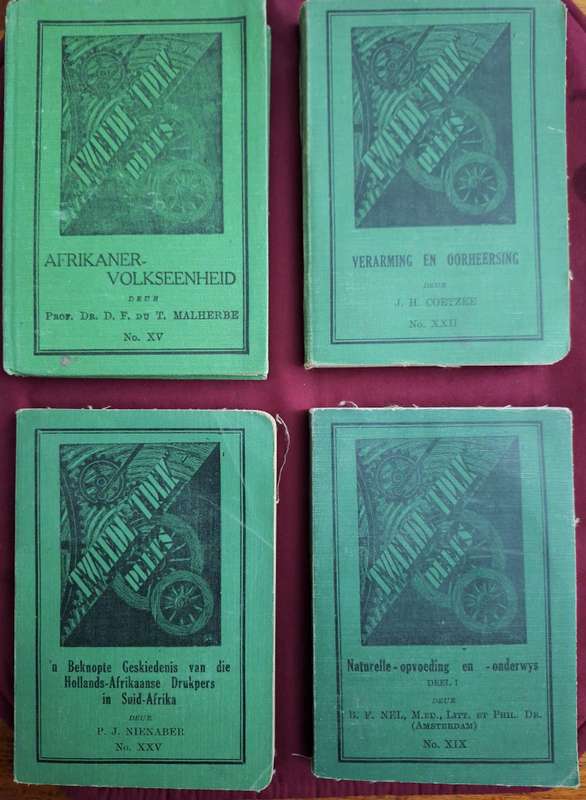 TWEEDE TREK
REEKS
AFRIKANER-
VOLKSEENHEID
DEUR
PROF. DR. D. F. DU T. MALHERBE
No. XV
TWEEDE TREK
REEKS
VERARMING EN OORHEERSING
DEUR
J. H. COETZEE
No. XXII
TWEEDE TREK
REEKS
'n Beknopte Geskiedenis van die
Hollands-Afrikaanse Drukpers
in Suid-Afrika
DEUR
P. J. NIENABER
No. XXV
TWEEDE TREK
REEKS
Naturelle-opvoeding en -onderwys
DEEL I
DEUR
B. F. NEL, M.ED., LITT. ET PHIL. DR.
(AMSTERDAM)
No. XIX